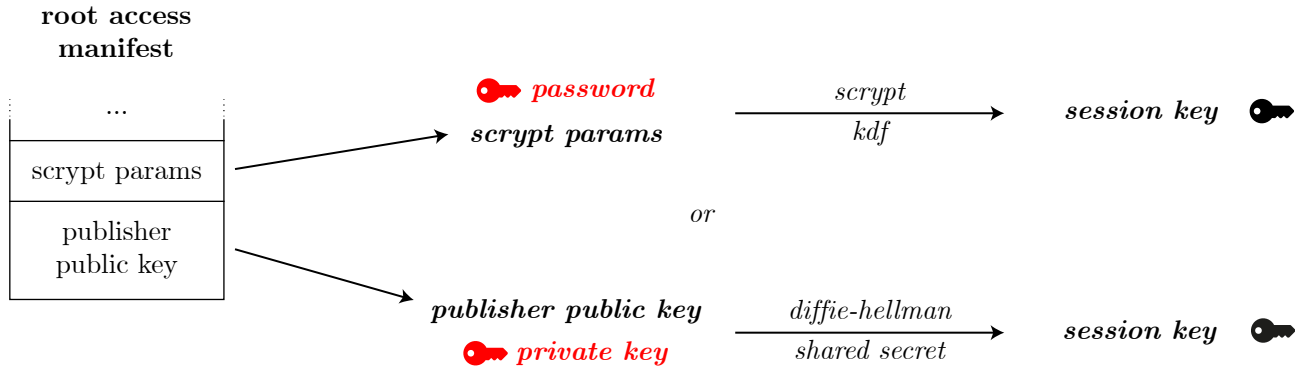 root access
manifest
...
scrypt params
publisher
public key
password
scrypt params
scrypt
kdf
session key
or
publisher public key
private key
diffie-hellman
shared secret
session key